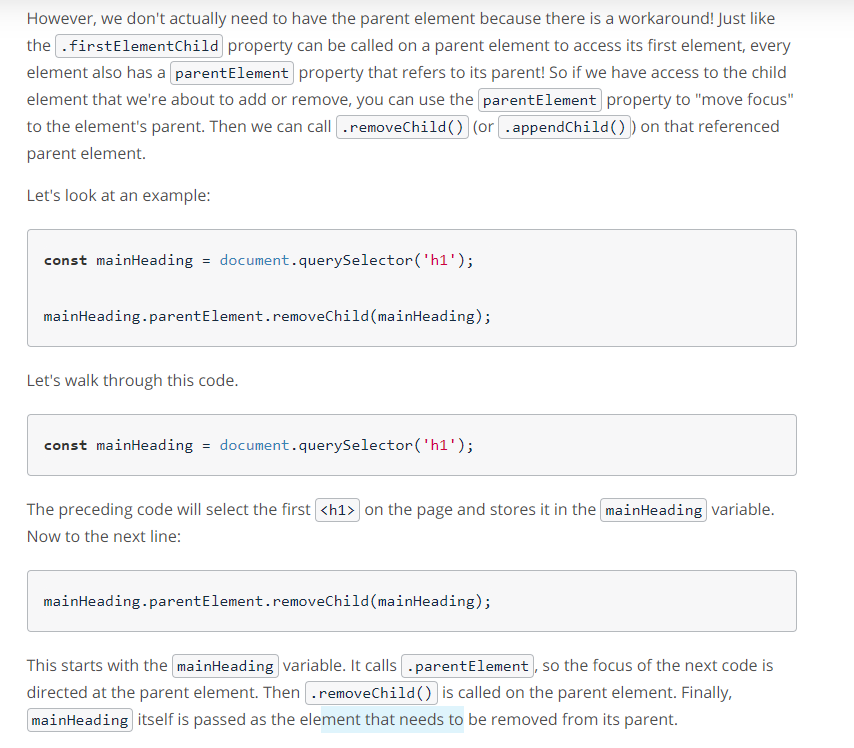 However, we don't actually need to have the parent element because there is a workaround! Just like
the .firstElementChild property can be called on a parent element to access its first element, every
element also has a parentElement property that refers to its parent! So if we have access to the child
element that we're about to add or remove, you can use the parentElement property to "move focus"
to the element's parent. Then we can call .removeChild() (or .appendChild()) on that referenced
parent element.
Let's look at an example:
const mainHeading = document.querySelector('h1');
mainHeading.parentElement.removeChild(mainHeading);
Let's walk through this code.
const mainHeading = document.querySelector('h1');
The preceding code will select the first <h1> on the page and stores it in the mainHeading variable.
Now to the next line:
mainHeading.parentElement.removeChild(mainHeading);
This starts with the mainHeading variable. It calls .parentElement, so the focus of the next code is
directed at the parent element. Then .removeChild() is called on the parent element. Finally,
mainHeading itself is passed as the element that needs to be removed from its parent.